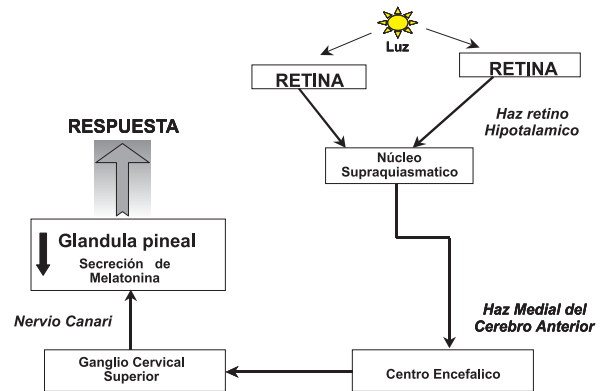 Luz
RETINA
RETINA
Haz retino
Hipotalamico
RESPUESTA
Núcleo
Supraquiasmatico
Glandula pineal
Secreción de
Melatonina
Haz Medial del
Cerebro Anterior
Nervio Canari
Ganglio Cervical
Superior
Centro Encefalico